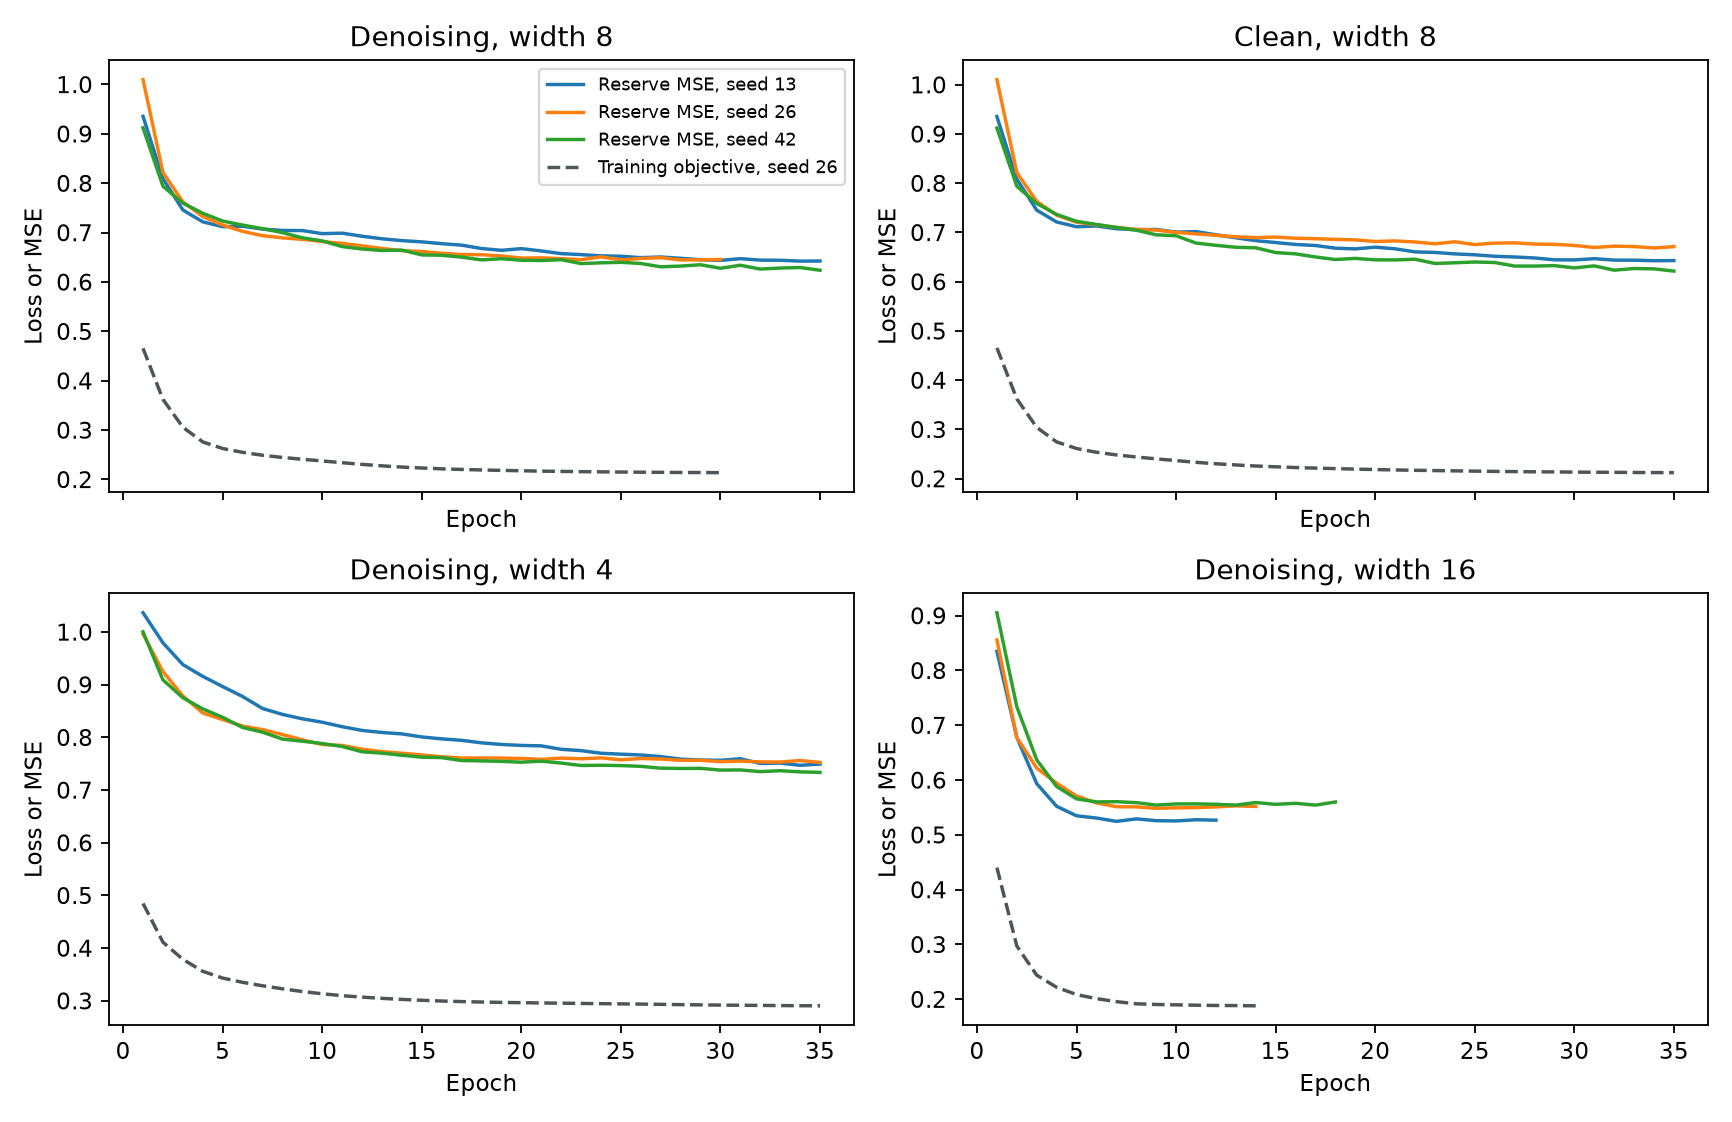 Denoising, width 8
Loss or MSE
1.0
0.9
0.8
0.7
0.6
0.5
0.4
0.3
0.2
Reserve MSE, seed 13
Reserve MSE, seed 26
Reserve MSE, seed 42
Training objective, seed 26
Epoch
Clean, width 8
Loss or MSE
1.0
0.9
0.8
0.7
0.6
0.5
0.4
0.3
0.2
Epoch
Denoising, width 4
Loss or MSE
1.0
0.9
0.8
0.7
0.6
0.5
0.4
0.3
0 5 10 15 20 25 30 35
Epoch
Denoising, width 16
Loss or MSE
0.9
0.8
0.7
0.6
0.5
0.4
0.3
0.2
0 5 10 15 20 25 30 35
Epoch